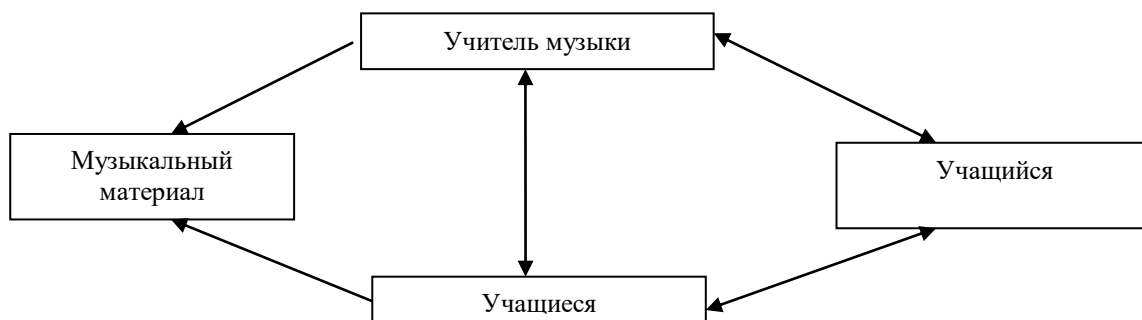 Учитель музыки
Музыкальный
материал
Учащийся
Учащиеся